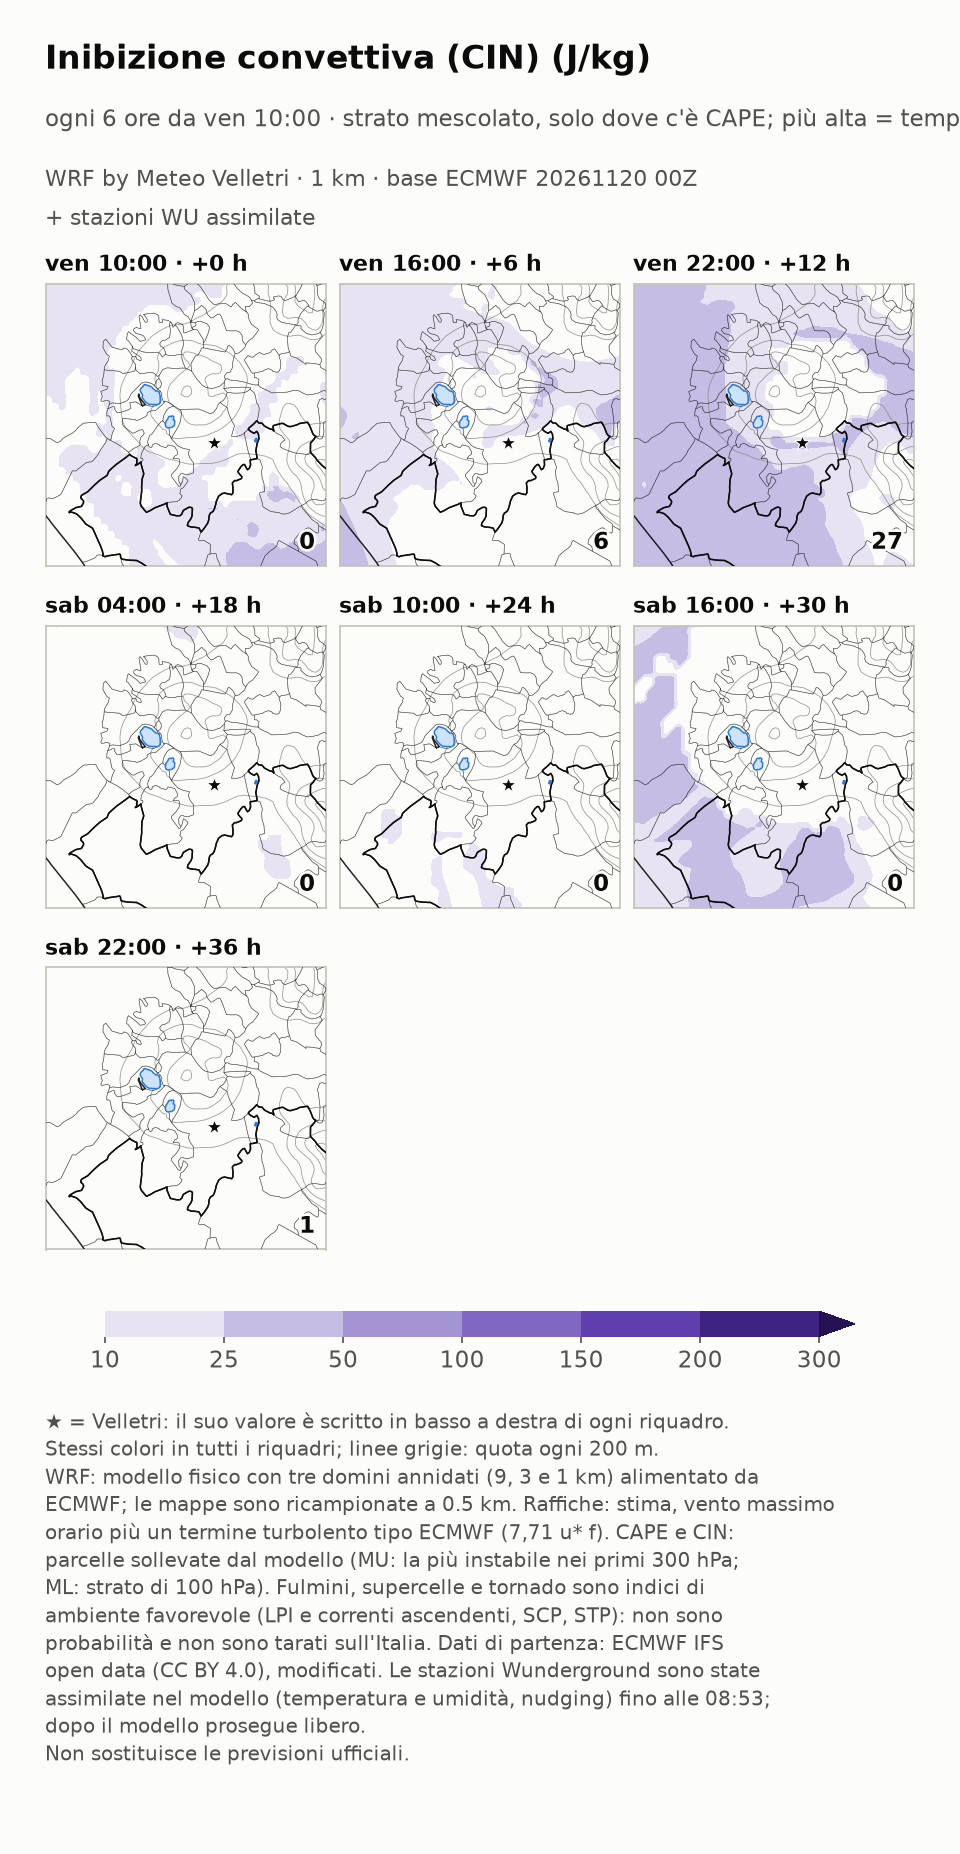 Inibizione convettiva (CIN) (J/kg)
ogni 6 ore da ven 10:00 · strato mescolato, solo dove c'è CAPE; più alta = temp
WRF by Meteo Velletri · 1 km · base ECMWF 20261120 00Z
+ stazioni WU assimilate
ven 10:00 · +0 h
ven 16:00 · +6 h
ven 22:00 · +12 h
0
6
27
sab 04:00 · +18 h
sab 10:00 · +24 h
sab 16:00 · +30 h
0
0
0
sab 22:00 · +36 h
1
10 25 50 100 150 200 300
★ = Velletri: il suo valore è scritto in basso a destra di ogni riquadro.
Stessi colori in tutti i riquadri; linee grigie: quota ogni 200 m.
WRF: modello fisico con tre domini annidati (9, 3 e 1 km) alimentato da
ECMWF; le mappe sono ricampionate a 0.5 km. Raffiche: stima, vento massimo
orario più un termine turbolento tipo ECMWF (7,71 u* f). CAPE e CIN:
parcelle sollevate dal modello (MU: la più instabile nei primi 300 hPa;
ML: strato di 100 hPa). Fulmini, supercelle e tornado sono indici di
ambiente favorevole (LPI e correnti ascendenti, SCP, STP): non sono
probabilità e non sono tarati sull'Italia. Dati di partenza: ECMWF IFS
open data (CC BY 4.0), modificati. Le stazioni Wunderground sono state
assimilate nel modello (temperatura e umidità, nudging) fino alle 08:53;
dopo il modello prosegue libero.
Non sostituisce le previsioni ufficiali.